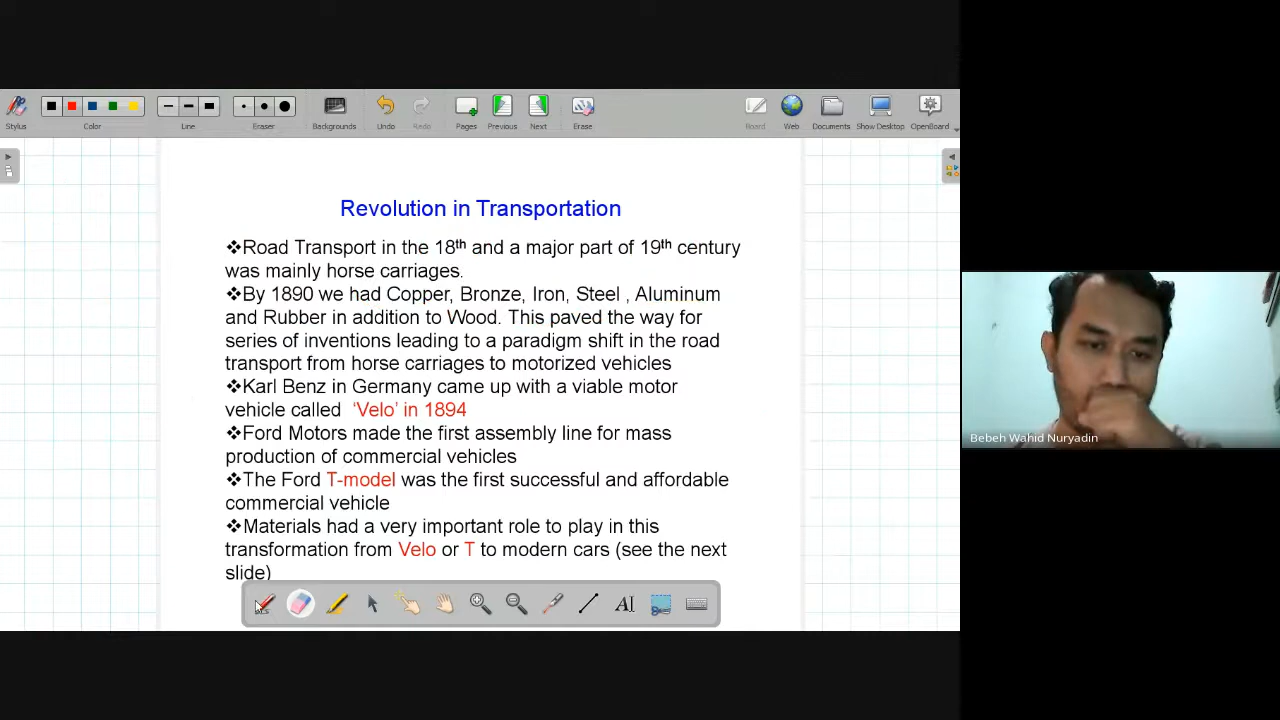 Stylus
Color
Line
Eraser
Backgrounds
Undo
Redo
Pages
Previous
Next
Erase
Board
Web
Documents
Show Desktop
OpenBoard
Revolution in Transportation
❖Road Transport in the 18th and a major part of 19th century
was mainly horse carriages.
❖By 1890 we had Copper, Bronze, Iron, Steel , Aluminum
and Rubber in addition to Wood. This paved the way for
series of inventions leading to a paradigm shift in the road
transport from horse carriages to motorized vehicles
❖Karl Benz in Germany came up with a viable motor
vehicle called ‘Velo’ in 1894
❖Ford Motors made the first assembly line for mass
production of commercial vehicles
❖The Ford T-model was the first successful and affordable
commercial vehicle
❖Materials had a very important role to play in this
transformation from Velo or T to modern cars (see the next
slide)
AI
Bebeh Wahid Nuryadin